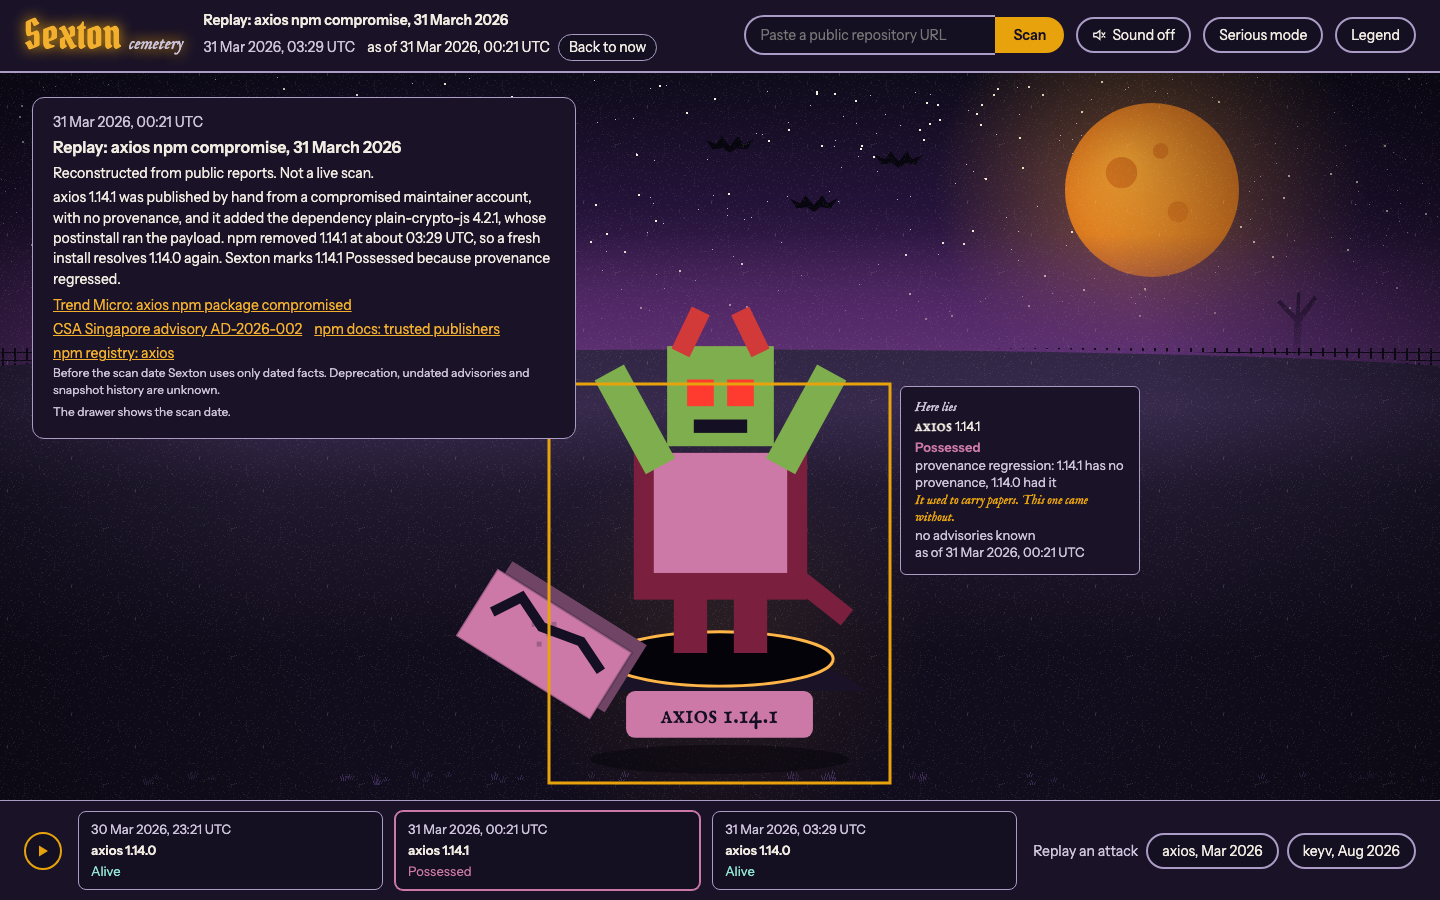 Sexton cemetery
Replay: axios npm compromise, 31 March 2026
31 Mar 2026, 03:29 UTC as of 31 Mar 2026, 00:21 UTC Back to now
Paste a public repository URL
Scan
Sound off
Serious mode
Legend
31 Mar 2026, 00:21 UTC
Replay: axios npm compromise, 31 March 2026
Reconstructed from public reports. Not a live scan.
axios 1.14.1 was published by hand from a compromised maintainer account,
with no provenance, and it added the dependency plain-crypto-js 4.2.1, whose
postinstall ran the payload. npm removed 1.14.1 at about 03:29 UTC, so a fresh
install resolves 1.14.0 again. Sexton marks 1.14.1 Possessed because provenance
regressed.
Trend Micro: axios npm package compromised
CSA Singapore advisory AD-2026-002 npm docs: trusted publishers
npm registry: axios
Before the scan date Sexton uses only dated facts. Deprecation, undated advisories and
snapshot history are unknown.
The drawer shows the scan date.
Here lies
axios 1.14.1
Possessed
provenance regression: 1.14.1 has no
provenance, 1.14.0 had it
It used to carry papers. This one came
without.
no advisories known
as of 31 Mar 2026, 00:21 UTC
axios 1.14.1
30 Mar 2026, 23:21 UTC
axios 1.14.0
Alive
31 Mar 2026, 00:21 UTC
axios 1.14.1
Possessed
31 Mar 2026, 03:29 UTC
axios 1.14.0
Alive
Replay an attack
axios, Mar 2026
keyv, Aug 2026